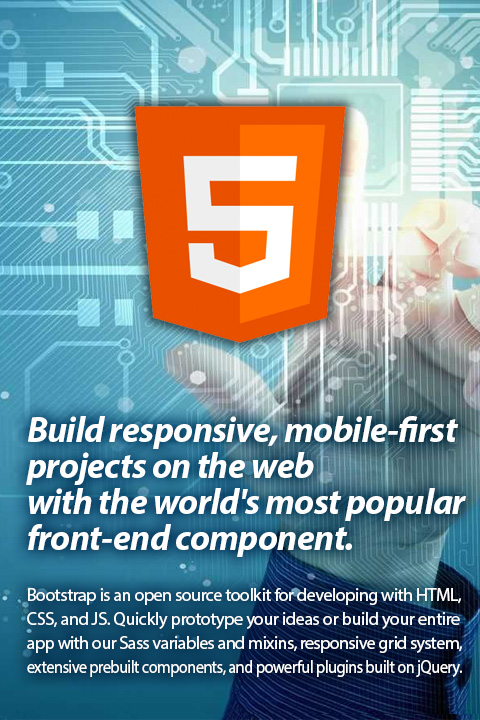 5
Build responsive, mobile-first
projects on the web
with the world's most popular
front-end component.
Bootstrap is an open source toolkit for developing with HTML,
CSS, and JS. Quickly prototype your ideas or build your entire
app with our Sass variables and mixins, responsive grid system,
extensive prebuilt components, and powerful plugins built on jQuery.